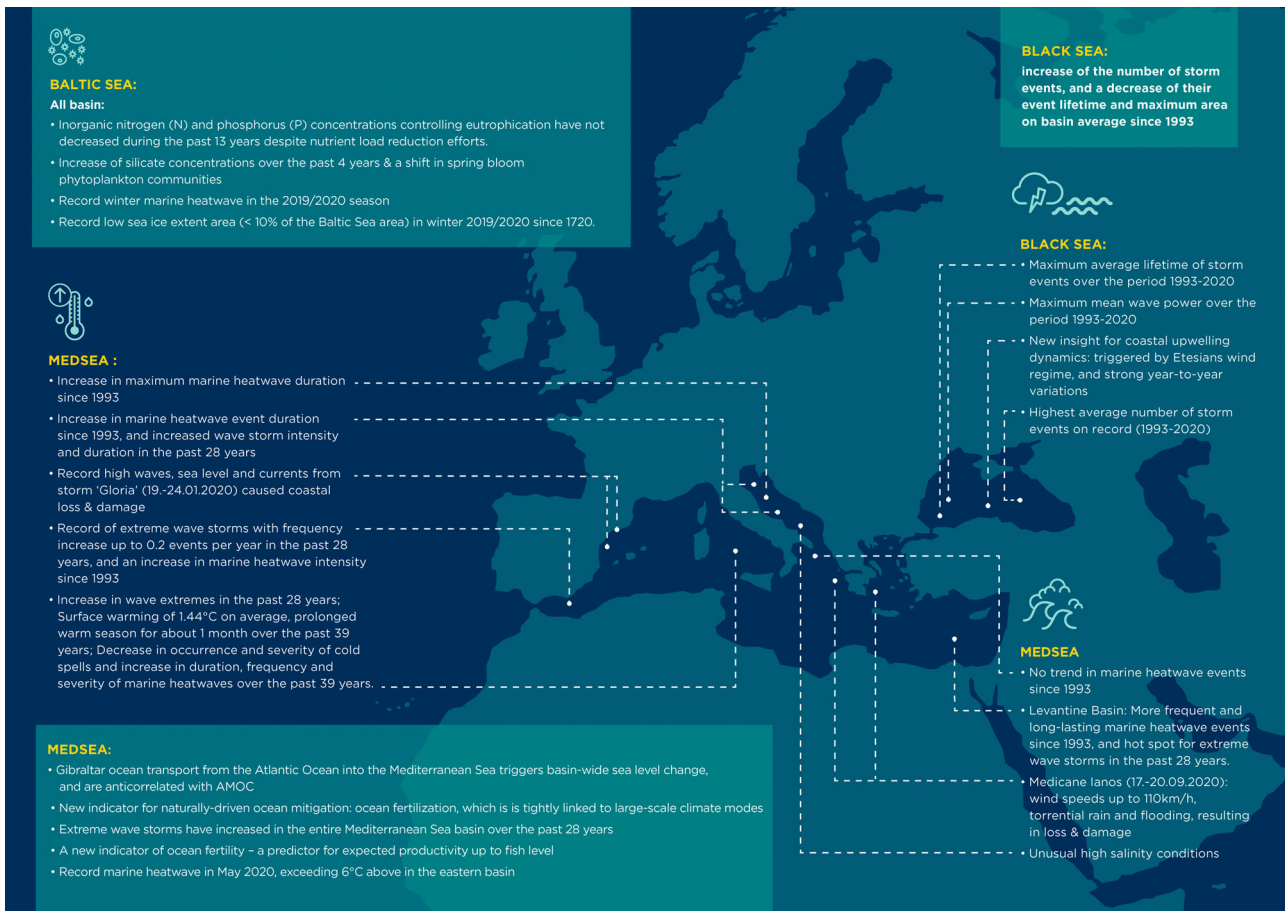 BALTIC SEA:
All basin:
• Inorganic nitrogen (N) and phosphorus (P) concentrations controlling eutrophication have not
decreased during the past 13 years despite nutrient load reduction efforts.
• Increase of silicate concentrations over the past 4 years & a shift in spring bloom
phytoplankton communities
• Record winter marine heatwave in the 2019/2020 season
• Record low sea ice extent area (< 10% of the Baltic Sea area) in winter 2019/2020 since 1720.
BLACK SEA:
increase of the number of storm
events, and a decrease of their
event lifetime and maximum area
on basin average since 1993
BLACK SEA:
• Maximum average lifetime of storm
events over the period 1993-2020
• Maximum mean wave power over the
period 1993-2020
• New insight for coastal upwelling
dynamics: triggered by Etesians wind
regime, and strong year-to-year
variations
• Highest average number of storm
events on record (1993-2020)
MEDSEA :
• Increase in maximum marine heatwave duration
since 1993
• Increase in marine heatwave event duration
since 1993, and increased wave storm intensity
and duration in the past 28 years
• Record high waves, sea level and currents from
storm ‘Gloria’ (19.-24.01.2020) caused coastal
loss & damage
• Record of extreme wave storms with frequency
increase up to 0.2 events per year in the past 28
years, and an increase in marine heatwave intensity
since 1993
• Increase in wave extremes in the past 28 years;
Surface warming of 1.44°C on average, prolonged
warm season for about 1 month over the past 39
years; Decrease in occurrence and severity of cold
spells and increase in duration, frequency and
severity of marine heatwaves over the past 39 years.
MEDSEA
• No trend in marine heatwave events
since 1993
• Levantine Basin: More frequent and
long-lasting marine heatwave events
since 1993, and hot spot for extreme
wave storms in the past 28 years.
• Medicane Ianos (17.-20.09.2020):
wind speeds up to 110km/h,
torrential rain and flooding, resulting
in loss & damage
• Unusual high salinity conditions
MEDSEA:
• Gibraltar ocean transport from the Atlantic Ocean into the Mediterranean Sea triggers basin-wide sea level change,
and are anticorrelated with AMOC
• New indicator for naturally-driven ocean mitigation: ocean fertilization, which is is tightly linked to large-scale climate modes
• Extreme wave storms have increased in the entire Mediterranean Sea basin over the past 28 years
• A new indicator of ocean fertility – a predictor for expected productivity up to fish level
• Record marine heatwave in May 2020, exceeding 6°C above in the eastern basin